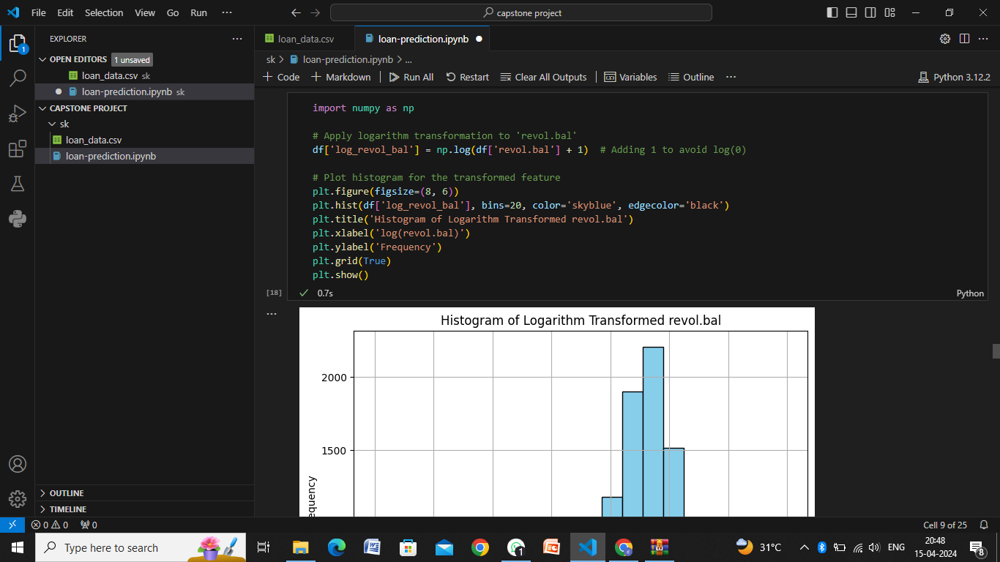 File Edit Selection View Go Run ···
capstone project
EXPLORER
OPEN EDITORS 1 unsaved
loan_data.csv sk
loan-prediction.ipynb sk
CAPSTONE PROJECT
sk
loan_data.csv
loan-prediction.ipynb
OUTLINE
TIMELINE
1
loan_data.csv
loan-prediction.ipynb
sk > loan-prediction.ipynb > ...
+ Code + Markdown Run All Restart Clear All Outputs Variables Outline ··· Python 3.12.2
import numpy as np
# Apply logarithm transformation to 'revol.bal'
df['log_revol_bal'] = np.log(df['revol.bal'] + 1)  # Adding 1 to avoid log(0)
# Plot histogram for the transformed feature
plt.figure(figsize=(8, 6))
plt.hist(df['log_revol_bal'], bins=20, color='skyblue', edgecolor='black')
plt.title('Histogram of Logarithm Transformed revol.bal')
plt.xlabel('log(revol.bal)')
plt.ylabel('Frequency')
plt.grid(True)
plt.show()
[18] 0.7s Python
Histogram of Logarithm Transformed revol.bal
2000
1500
equency
0 0 0 Cell 9 of 25
Type here to search
1
31°C ENG 20:48
15-04-2024
8